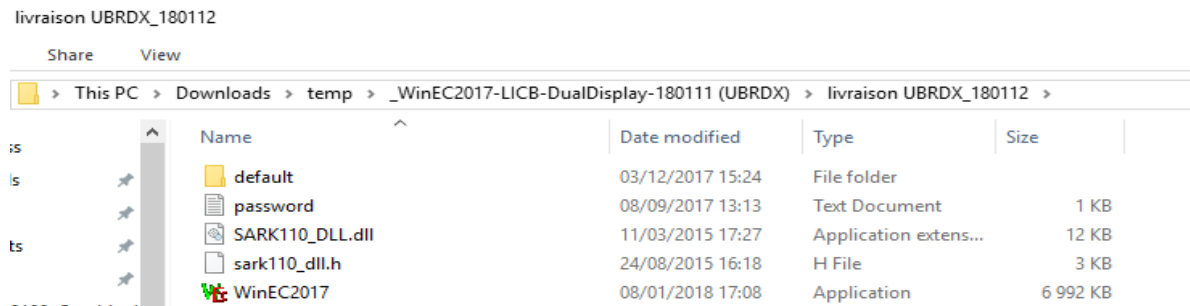 livraison UBRDX_180112
Share View
This PC > Downloads > temp > _WinEC2017-LICB-DualDisplay-180111 (UBRDX) > livraison UBRDX_180112 >
Name Date modified Type Size
default 03/12/2017 15:24 File folder
password 08/09/2017 13:13 Text Document 1 KB
SARK110_DLL.dll 11/03/2015 17:27 Application extens... 12 KB
sark110_dll.h 24/08/2015 16:18 H File 3 KB
WinEC2017 08/01/2018 17:08 Application 6 992 KB